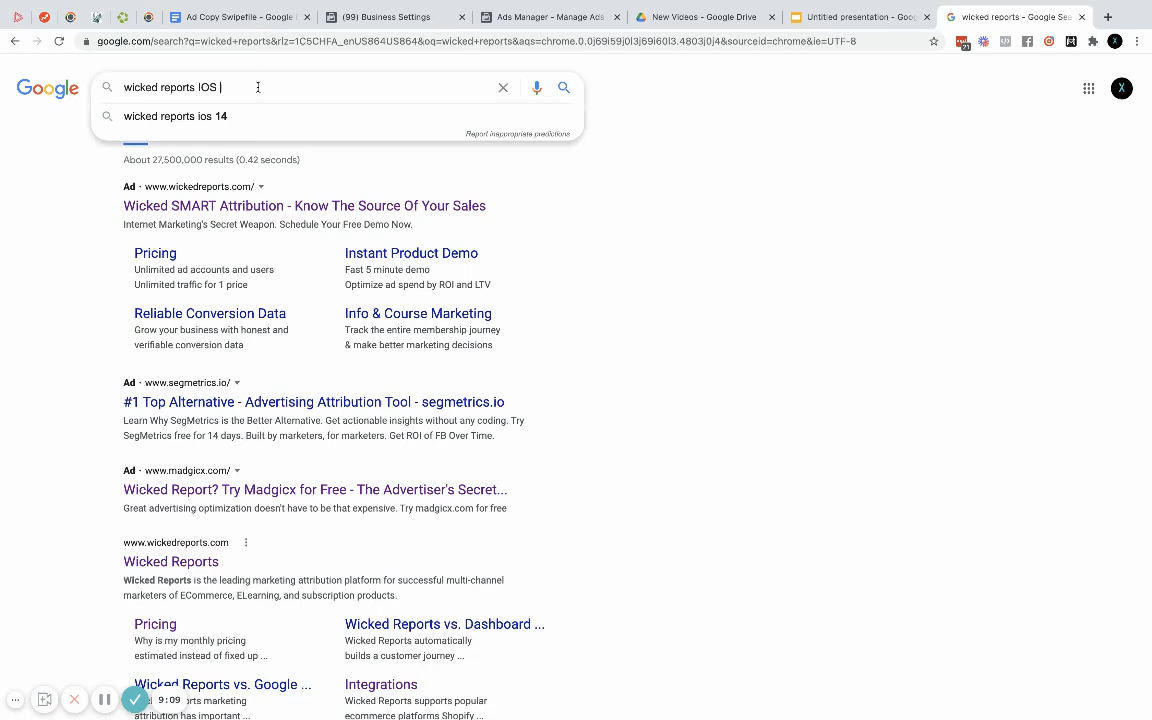 Ad Copy Swipefile - Google
(99) Business Settings
Ads Manager - Manage Ads
New Videos - Google Drive
Untitled presentation - Goog
wicked reports - Google Sea
google.com/search?q=wicked+reports&rlz=1C5CHFA_enUS864US864&oq=wicked+reports&aqs=chrome.0.0j69i59j0l3j69i60l3.4803j0j4&sourceid=chrome&ie=UTF-8
21
X
Google
wicked reports IOS
X
wicked reports ios 14
Report inappropriate predictions
About 27,500,000 results (0.42 seconds)
Ad · www.wickedreports.com/
Wicked SMART Attribution - Know The Source Of Your Sales
Internet Marketing's Secret Weapon. Schedule Your Free Demo Now.
Pricing
Unlimited ad accounts and users
Unlimited traffic for 1 price
Instant Product Demo
Fast 5 minute demo
Optimize ad spend by ROI and LTV
Reliable Conversion Data
Grow your business with honest and
verifiable conversion data
Info & Course Marketing
Track the entire membership journey
& make better marketing decisions
Ad · www.segmetrics.io/
#1 Top Alternative - Advertising Attribution Tool - segmetrics.io
Learn Why SegMetrics is the Better Alternative. Get actionable insights without any coding. Try
SegMetrics free for 14 days. Built by marketers, for marketers. Get ROI of FB Over Time.
Ad · www.madgicx.com/
Wicked Report? Try Madgicx for Free - The Advertiser's Secret...
Great advertising optimization doesn't have to be that expensive. Try madgicx.com for free
www.wickedreports.com
Wicked Reports
Wicked Reports is the leading marketing attribution platform for successful multi-channel
marketers of ECommerce, ELearning, and subscription products.
Pricing
Why is my monthly pricing
estimated instead of fixed up ...
Wicked Reports vs. Dashboard ...
Wicked Reports automatically
builds a customer journey ...
Wicked Reports vs. Google ...
orts marketing
attribution has important ...
Integrations
Wicked Reports supports popular
ecommerce platforms Shopify ...
9:09